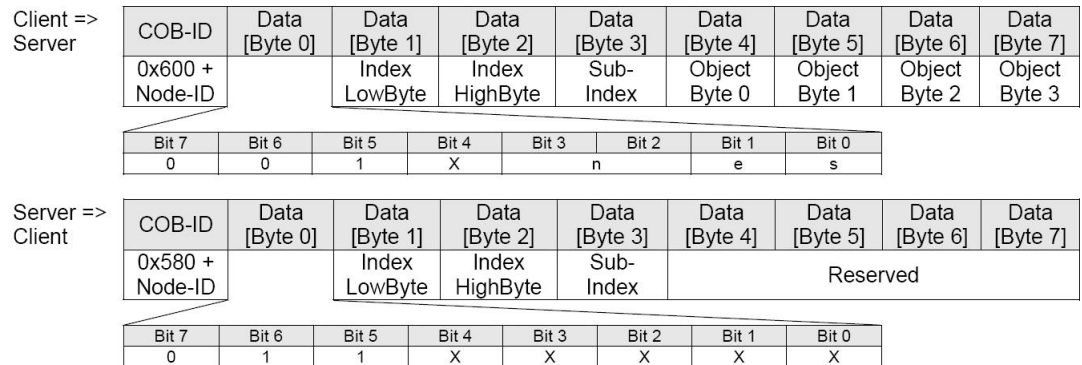 Client => Server
COB-ID Data [Byte 0] Data [Byte 1] Data [Byte 2] Data [Byte 3] Data [Byte 4] Data [Byte 5] Data [Byte 6] Data [Byte 7]
0x600 + Node-ID Index LowByte Index HighByte Sub-Index Object Byte 0 Object Byte 1 Object Byte 2 Object Byte 3
Bit 7 Bit 6 Bit 5 Bit 4 Bit 3 Bit 2 Bit 1 Bit 0
0 0 1 X n e s
Server => Client
COB-ID Data [Byte 0] Data [Byte 1] Data [Byte 2] Data [Byte 3] Data [Byte 4] Data [Byte 5] Data [Byte 6] Data [Byte 7]
0x580 + Node-ID Index LowByte Index HighByte Sub-Index Reserved
Bit 7 Bit 6 Bit 5 Bit 4 Bit 3 Bit 2 Bit 1 Bit 0
0 1 1 X X X X X